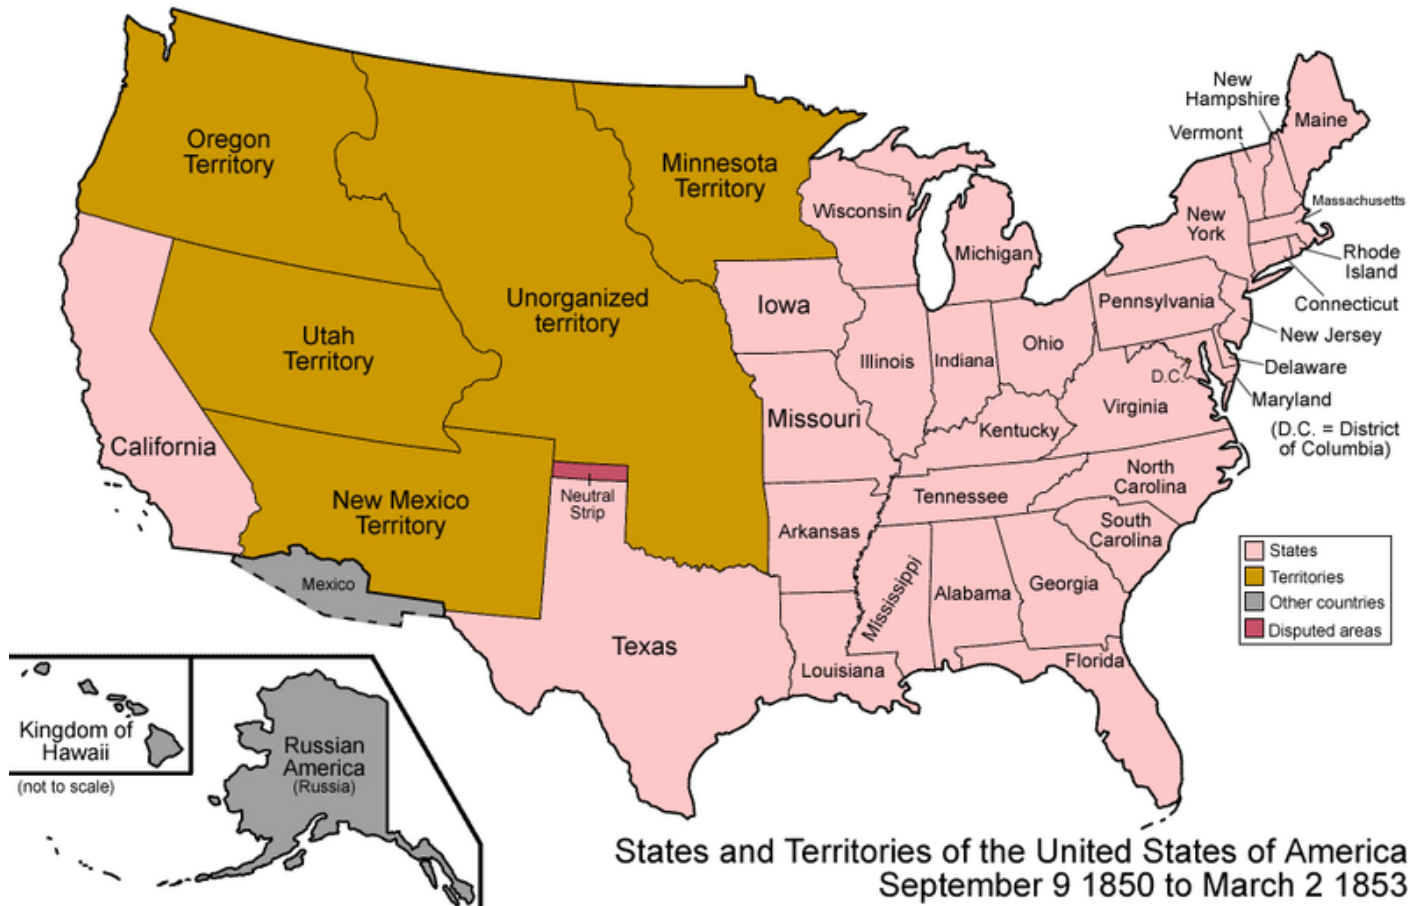 New
Hampshire
Maine
Vermont
Oregon
Territory
Minnesota
Territory
Massachusetts
Wisconsin
New
York
Michigan
Rhode
Island
Unorganized
territory
Iowa
Pennsylvania
Connecticut
Utah
Territory
New Jersey
Ohio
Illinois
Indiana
Delaware
D.C.
Maryland
Virginia
Missouri
Kentucky
(D.C. = District
of Columbia)
California
North
Carolina
New Mexico
Territory
Neutral
Strip
Tennessee
South
Carolina
Arkansas
States
Territories
Other countries
Disputed areas
Mexico
Mississippi
Alabama
Georgia
Texas
Louisiana
Florida
Kingdom of
Hawaii
(not to scale)
Russian
America
(Russia)
States and Territories of the United States of America
September 9 1850 to March 2 1853